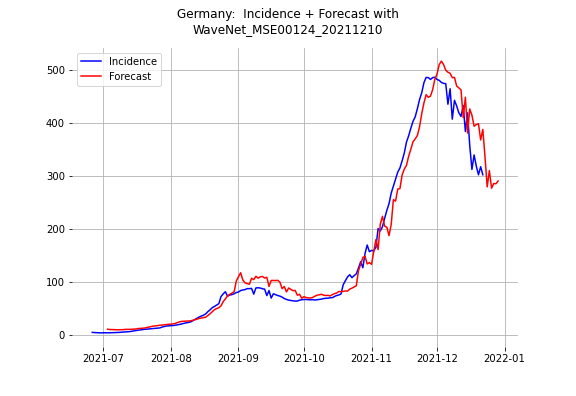 Germany:  Incidence + Forecast with
WaveNet_MSE00124_20211210
Incidence
Forecast
500
400
300
200
100
0
2021-07 2021-08 2021-09 2021-10 2021-11 2021-12 2022-01